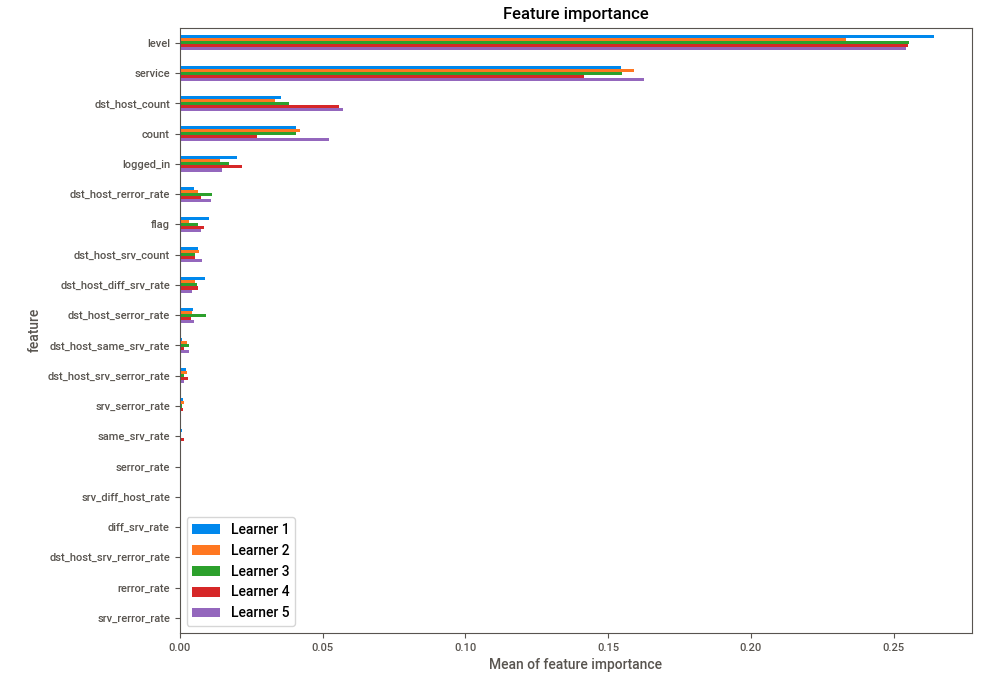 Feature importance
level
service
dst_host_count
count
logged_in
dst_host_rerror_rate
flag
dst_host_srv_count
dst_host_diff_srv_rate
dst_host_serror_rate
dst_host_same_srv_rate
dst_host_srv_serror_rate
srv_serror_rate
same_srv_rate
serror_rate
srv_diff_host_rate
diff_srv_rate
dst_host_srv_rerror_rate
rerror_rate
srv_rerror_rate
feature
Learner 1
Learner 2
Learner 3
Learner 4
Learner 5
0.00 0.05 0.10 0.15 0.20 0.25
Mean of feature importance